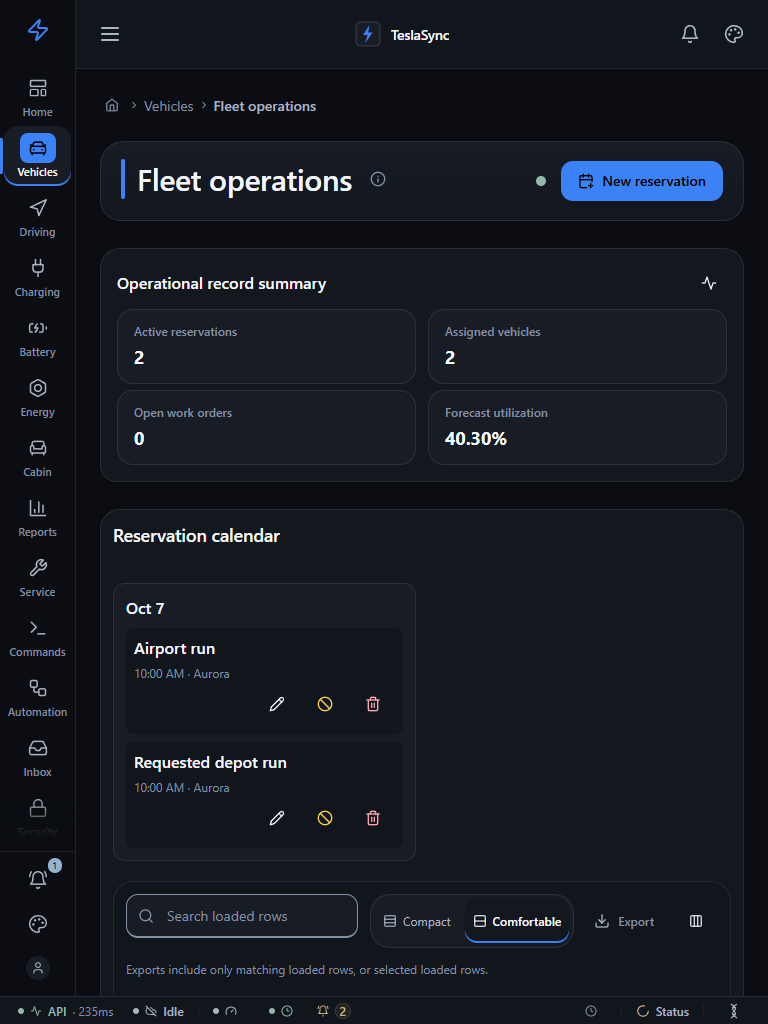 TeslaSync
Home
Vehicles
Driving
Charging
Battery
Energy
Cabin
Reports
Service
Commands
Automation
Inbox
Security
1
Vehicles
Fleet operations
Fleet operations
New reservation
Operational record summary
Active reservations
2
Assigned vehicles
2
Open work orders
0
Forecast utilization
40.30%
Reservation calendar
Oct 7
Airport run
10:00 AM · Aurora
Requested depot run
10:00 AM · Aurora
Search loaded rows
Compact
Comfortable
Export
Exports include only matching loaded rows, or selected loaded rows.
API · 235ms
Idle
2
Status